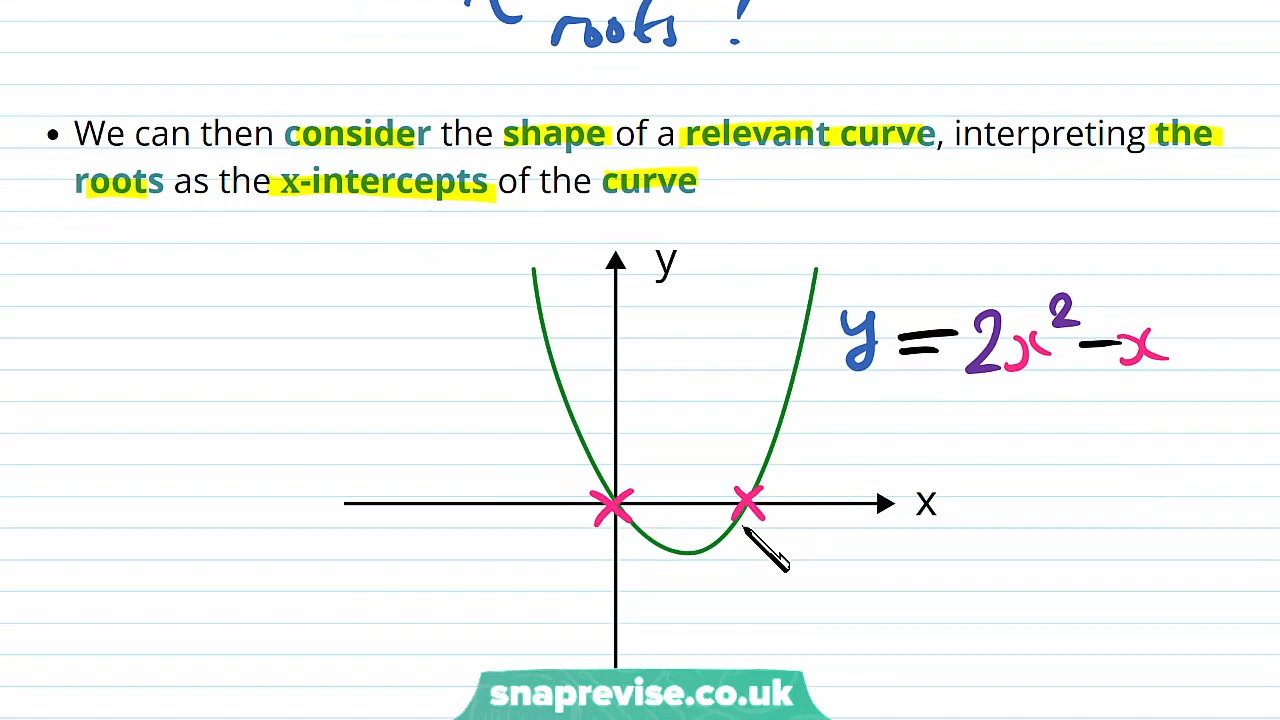 roots?
• We can then consider the shape of a relevant curve, interpreting the
roots as the x-intercepts of the curve
y
y = 2x² - x
x
snaprevise.co.uk